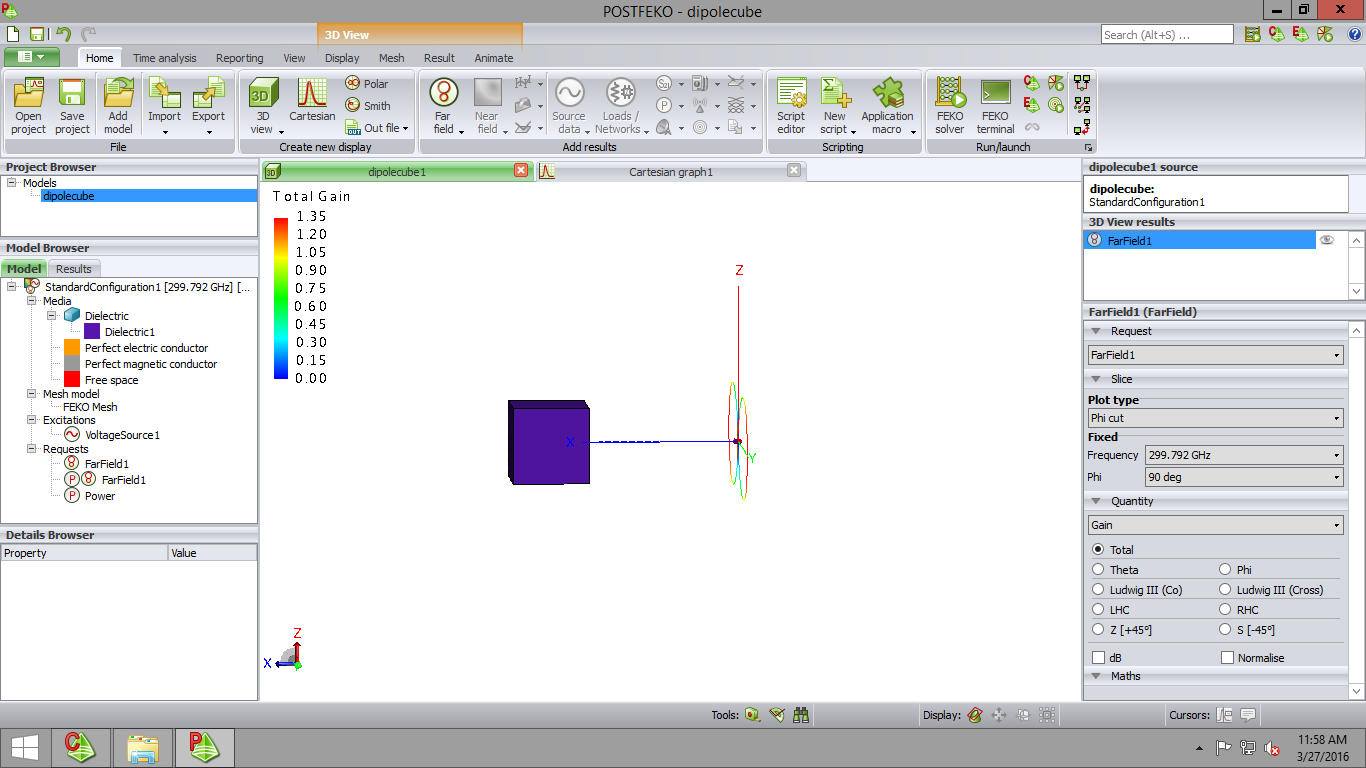 POSTFEKO - dipolecube
3D View
Search (Alt+S) ...
Home Time analysis Reporting View Display Mesh Result Animate
Open project
Save project
Add model
Import
Export
File
3D view
Cartesian
Polar
Smith
Out file
Create new display
Far field
Near field
Source data
Loads / Networks
Add results
Script editor
New script
Application macro
Scripting
FEKO solver
FEKO terminal
Run/launch
Project Browser
Models
dipolecube
Model Browser
Model Results
StandardConfiguration1 [299.792 GHz] [...
Media
Dielectric
Dielectric1
Perfect electric conductor
Perfect magnetic conductor
Free space
Mesh model
FEKO Mesh
Excitations
VoltageSource1
Requests
FarField1
P FarField1
P Power
Details Browser
Property Value
dipolecube1
Cartesian graph1
Total Gain
1.35
1.20
1.05
0.90
0.75
0.60
0.45
0.30
0.15
0.00
Z
X
Y
Z
X
dipolecube1 source
dipolecube:
StandardConfiguration1
3D View results
FarField1
FarField1 (FarField)
Request
FarField1
Slice
Plot type
Phi cut
Fixed
Frequency 299.792 GHz
Phi 90 deg
Quantity
Gain
Total
Theta Phi
Ludwig III (Co) Ludwig III (Cross)
LHC RHC
Z [+45°] S [-45°]
dB Normalise
Maths
Tools: Display: Cursors:
11:58 AM
3/27/2016